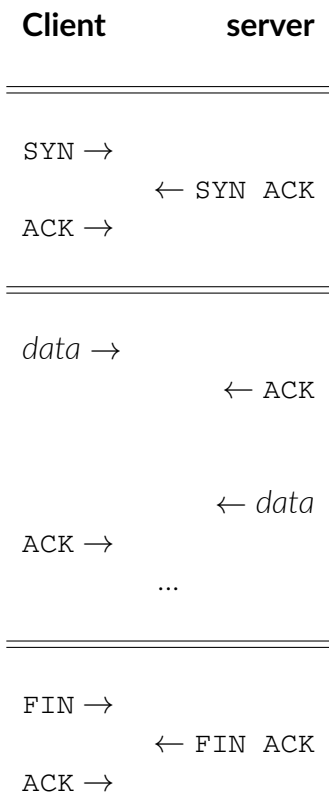 Client server
SYN →
← SYN ACK
ACK →
data →
← ACK
← data
ACK →
...
FIN →
← FIN ACK
ACK →